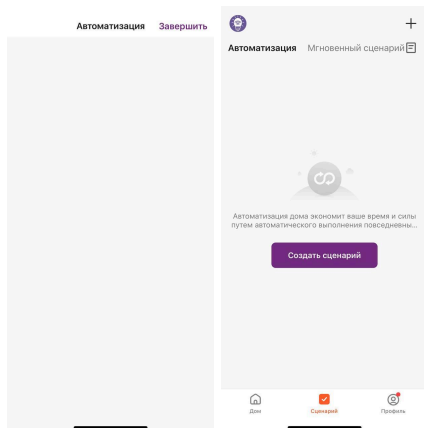 Автоматизация Завершить
Автоматизация Мгновенный сценарий
Автоматизация дома экономит ваше время и силы
путем автоматического выполнения повседневны...
Создать сценарий
Дом Сценарий Профиль